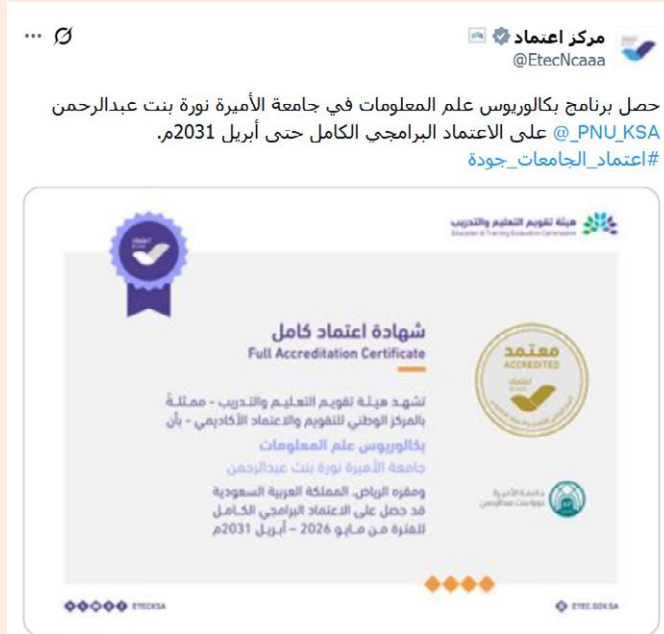 مركز اعتماد
@EtecNcaaa
حصل برنامج بكالوريوس علم المعلومات في جامعة الأميرة نورة بنت عبدالرحمن
@_PNU_KSA على الاعتماد البرامجي الكامل حتى أبريل 2031م.
#اعتماد_الجامعات_جودة
هيئة تقويم التعليم والتدريب
Education & Training Evaluation Commission
اعتماد
شهادة اعتماد كامل
Full Accreditation Certificate
معتمد
ACCREDITED
اعتماد
تشهد هيئة تقويم التعليم والتدريب - ممثلةً
بالمركز الوطني للتقويم والاعتماد الأكاديمي - بأن
بكالوريوس علم المعلومات
جامعة الأميرة نورة بنت عبدالرحمن
ومقره الرياض، المملكة العربية السعودية
قد حصل على الاعتماد البرامجي الكامل
للفترة من مايو 2026 – أبريل 2031م
جامعة الأميرة
نورة بنت عبدالرحمن
ETECKSA
ETEC.GOV.SA